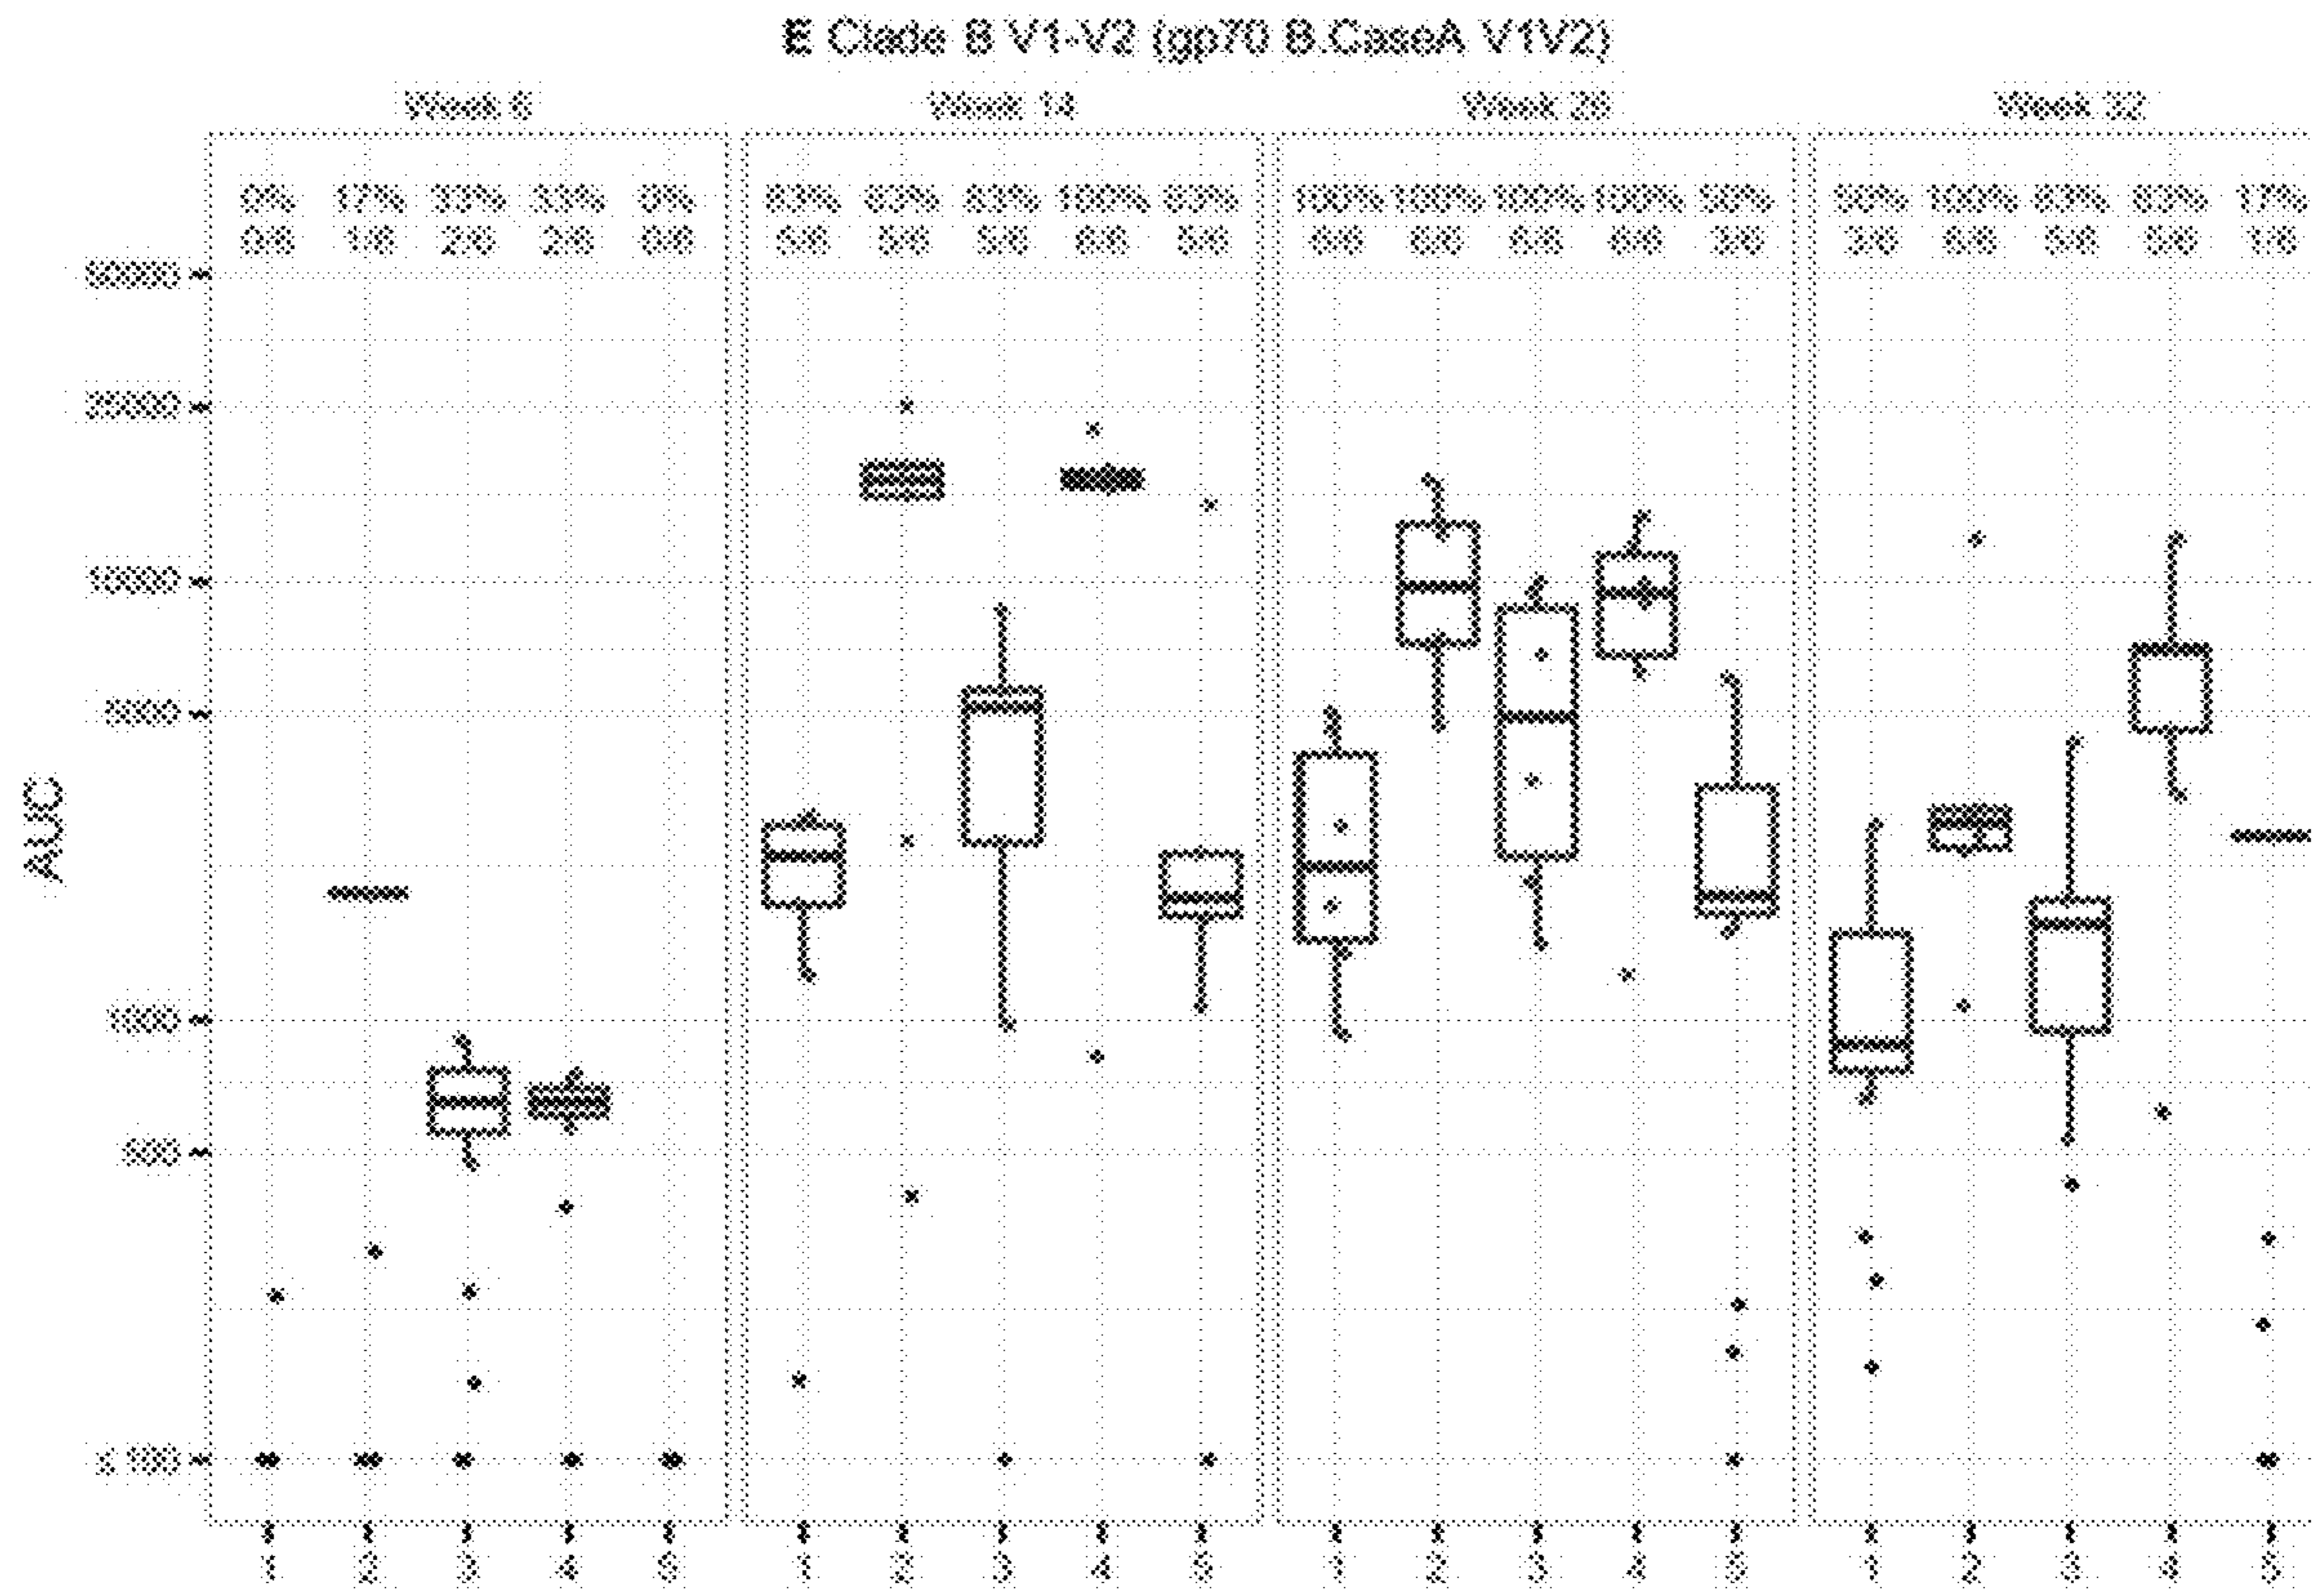 E Clade B V1-V2 (gp70 B.CaseA V1V2)
Week 6 Week 14 Week 26 Week 32
0% 17% 33% 33% 0% 83% 83% 83% 100% 83% 100% 100% 100% 100% 50% 50% 100% 83% 83% 17%
0/6 1/6 2/6 2/6 0/6 5/6 5/6 5/6 6/6 5/6 6/6 6/6 6/6 6/6 3/6 3/6 6/6 5/6 5/6 1/6
50000
25000
10000
5000
AUC
1000
500
≤ 100
1 2 3 4 5 1 2 3 4 5 1 2 3 4 5 1 2 3 4 5